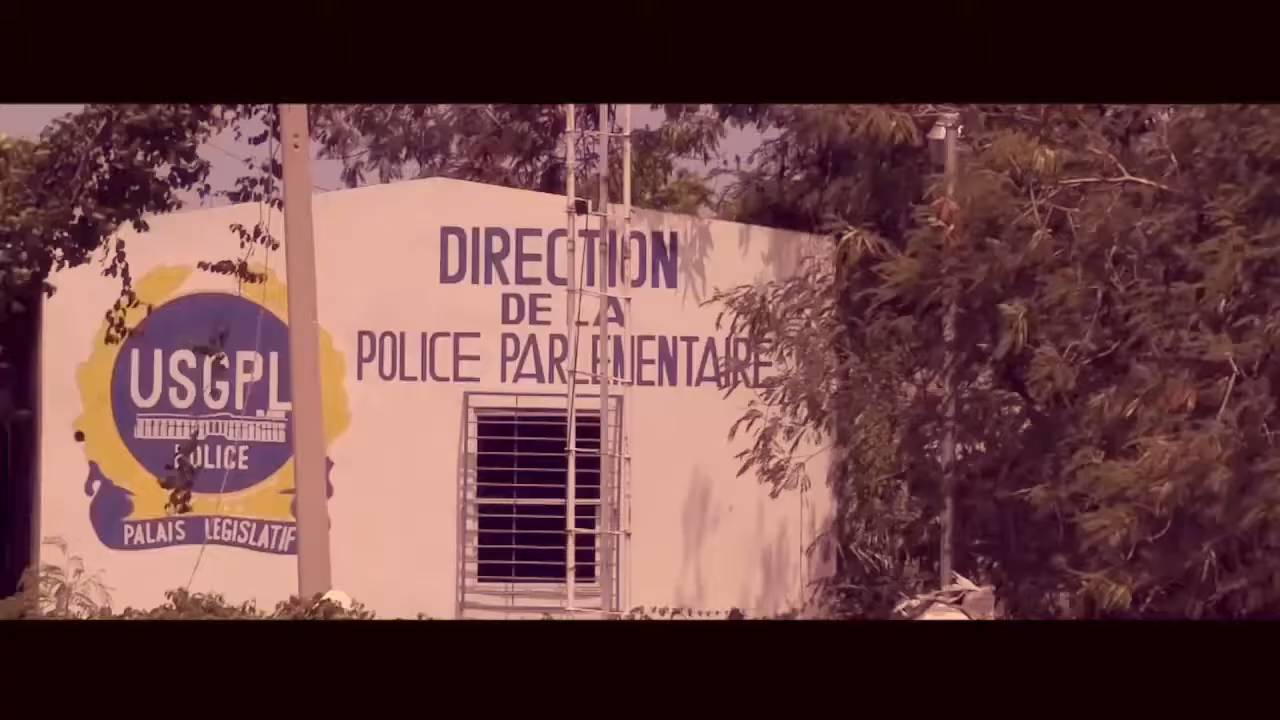 USGPL
POLICE
PALAIS LEGISLATIF
DIRECTION
DE LA
POLICE PARLEMENTAIRE